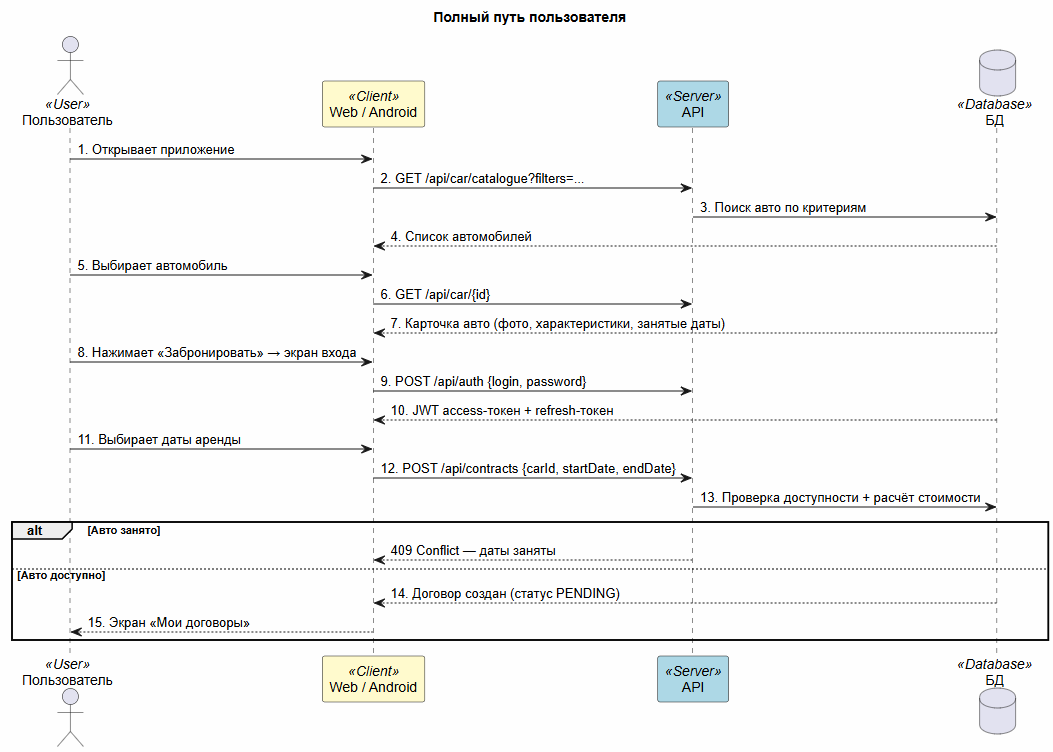 Полный путь пользователя
«User»
Пользователь
«Client»
Web / Android
«Server»
API
«Database»
БД
1. Открывает приложение
2. GET /api/car/catalogue?filters=...
3. Поиск авто по критериям
4. Список автомобилей
5. Выбирает автомобиль
6. GET /api/car/{id}
7. Карточка авто (фото, характеристики, занятые даты)
8. Нажимает «Забронировать» → экран входа
9. POST /api/auth {login, password}
10. JWT access-токен + refresh-токен
11. Выбирает даты аренды
12. POST /api/contracts {carId, startDate, endDate}
13. Проверка доступности + расчёт стоимости
alt [Авто занято]
409 Conflict — даты заняты
[Авто доступно]
14. Договор создан (статус PENDING)
15. Экран «Мои договоры»
«User»
Пользователь
«Client»
Web / Android
«Server»
API
«Database»
БД